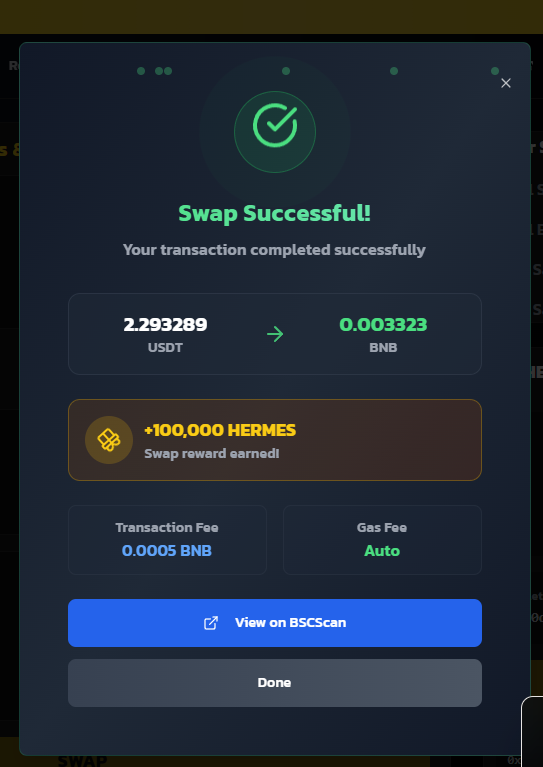 Swap Successful!
Your transaction completed successfully
2.293289
USDT
0.003323
BNB
+100,000 HERMES
Swap reward earned!
Transaction Fee
0.0005 BNB
Gas Fee
Auto
View on BSCScan
Done
SWAP